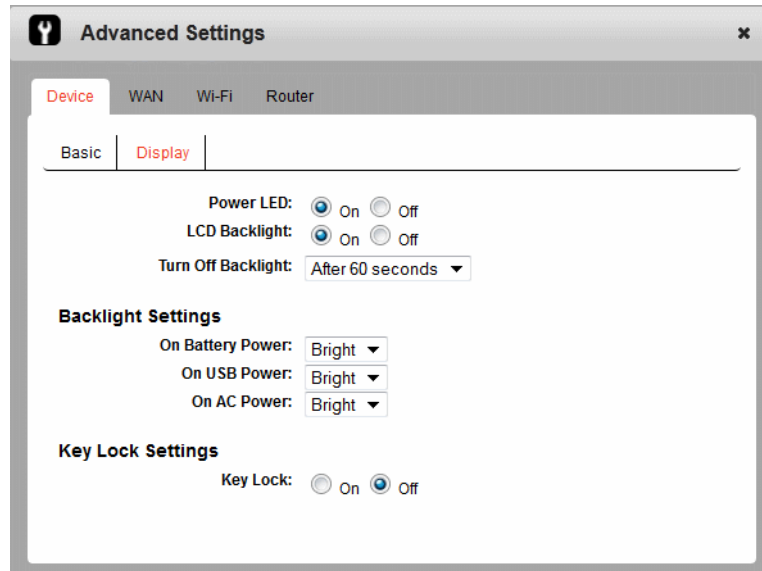 Advanced Settings
Device WAN Wi-Fi Router
Basic Display
Power LED: On Off
LCD Backlight: On Off
Turn Off Backlight: After 60 seconds
Backlight Settings
On Battery Power: Bright
On USB Power: Bright
On AC Power: Bright
Key Lock Settings
Key Lock: On Off